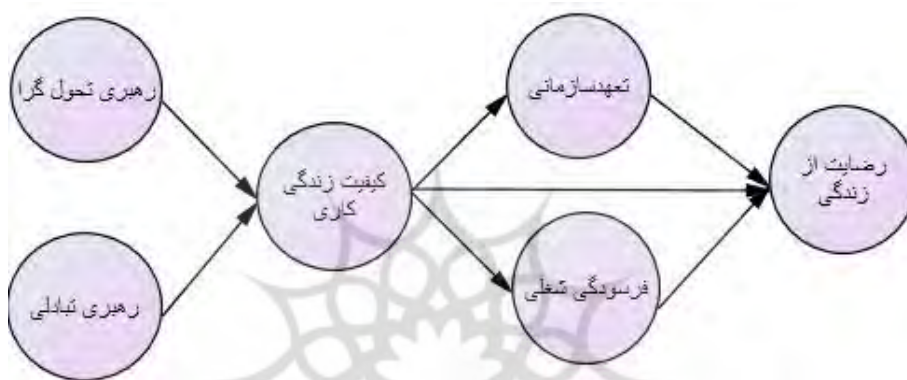 رهبری تحول گرا
رهبری تبادلی
کیفیت زندگی
کاری
تعهدسازمانی
فرسودگی شغلی
رضایت از
زندگی